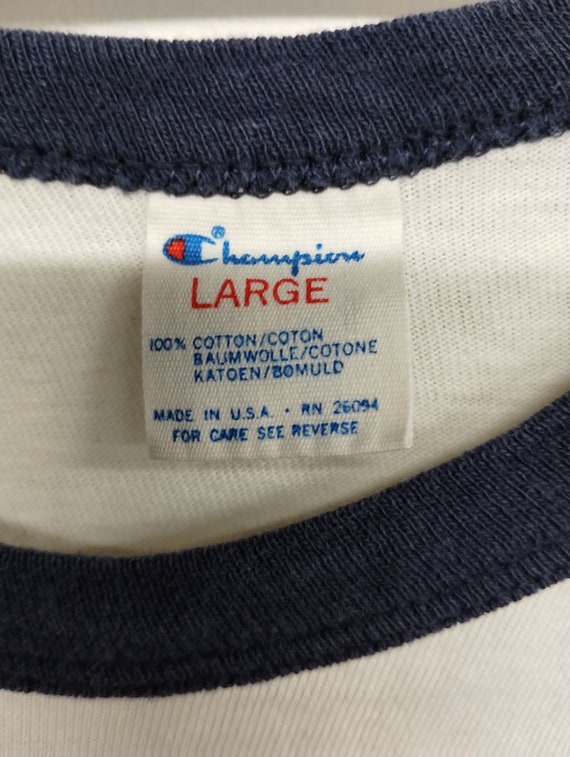 Champion®
LARGE
100% COTTON/COTON
BAUMWOLLE/COTONE
KATOEN/BOMULD
MADE IN U.S.A. • RN 26094
FOR CARE SEE REVERSE